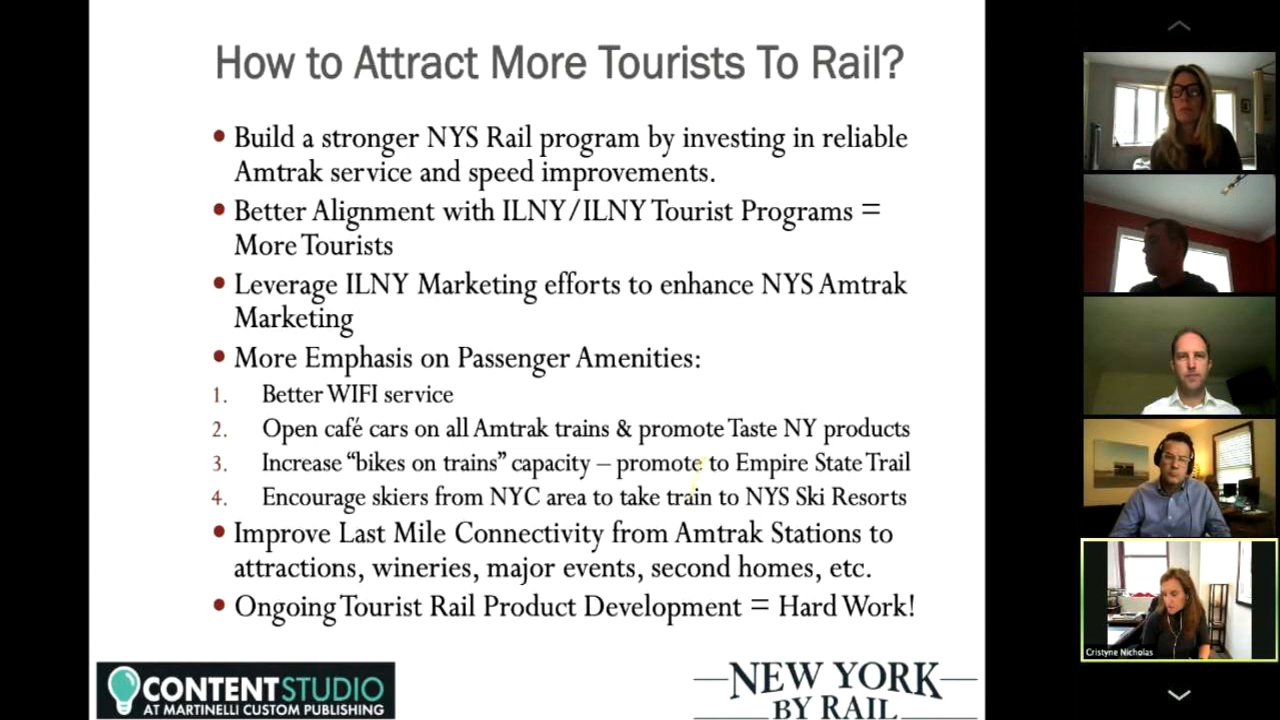 How to Attract More Tourists To Rail?
• Build a stronger NYS Rail program by investing in reliable
Amtrak service and speed improvements.
• Better Alignment with ILNY/ILNY Tourist Programs =
More Tourists
• Leverage ILNY Marketing efforts to enhance NYS Amtrak
Marketing
• More Emphasis on Passenger Amenities:
1. Better WIFI service
2. Open café cars on all Amtrak trains & promote Taste NY products
3. Increase “bikes on trains” capacity – promote to Empire State Trail
4. Encourage skiers from NYC area to take train to NYS Ski Resorts
• Improve Last Mile Connectivity from Amtrak Stations to
attractions, wineries, major events, second homes, etc.
• Ongoing Tourist Rail Product Development = Hard Work!
CONTENTSTUDIO
AT MARTINELLI CUSTOM PUBLISHING
NEW YORK
BY RAIL
Cristyne Nicholas